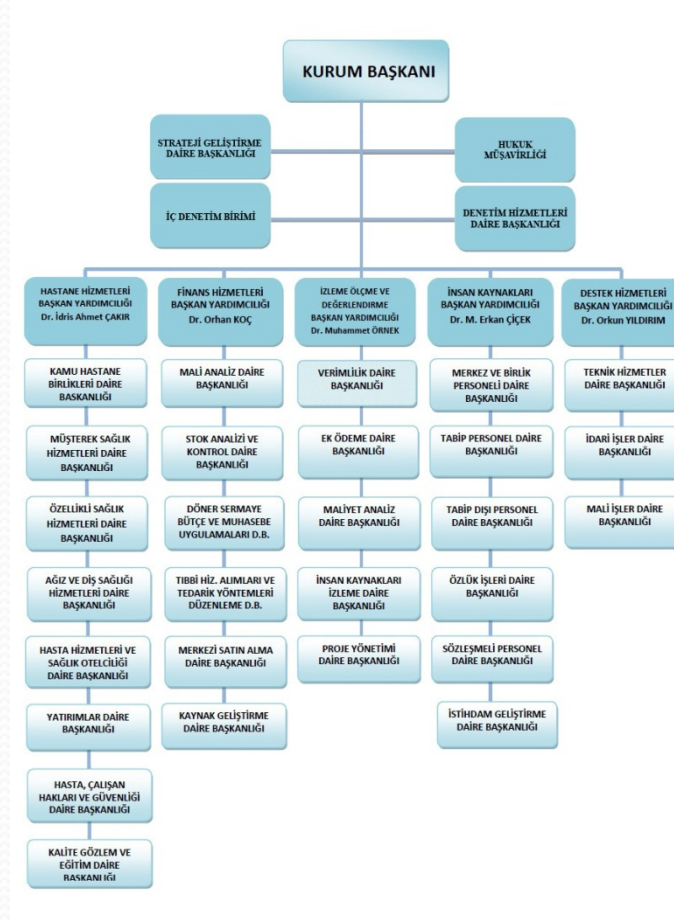 KURUM BAŞKANI
STRATEJİ GELİŞTİRME
DAİRE BAŞKANLIĞI
HUKUK
MÜŞAVİRLİĞİ
İÇ DENETİM BİRİMİ
DENETİM HİZMETLERİ
DAİRE BAŞKANLIĞI
HASTANE HİZMETLERİ
BAŞKAN YARDIMCILIĞI
Dr. İdris Ahmet ÇAKIR
KAMU HASTANE
BİRLİKLERİ DAİRE
BASKANLIĞI
MÜŞTEREK SAĞLIK
HİZMETLERİ DAİRE
BAŞKANLIĞI
ÖZELLİKLİ SAĞLIK
HİZMETLERİ DAİRE
BAŞKANLIĞI
AĞIZ VE DİŞ SAĞLIĞI
HİZMETLERİ DAİRE
BAŞKANLIĞI
HASTA HİZMETLERİ VE
SAĞLIK OTELCİLİĞİ
DAİRE BAŞKANLIĞI
YATIRIMLAR DAİRE
BAŞKANLIĞI
HASTA, ÇALIŞAN
HAKLARI VE GÜVENLİĞİ
DAİRE BAŞKANLIĞI
KALİTE GÖZLEM VE
EĞİTİM DAİRE
BASKANLIĞI
FİNANS HİZMETLERİ
BAŞKAN YARDIMCILIĞI
Dr. Orhan KOÇ
MALİ ANALİZ DAİRE
BAŞKANLIĞI
STOK ANALİZİ VE
KONTROL DAİRE
BAŞKANLIĞI
DÖNER SERMAYE
BÜTÇE VE MUHASEBE
UYGULAMALARI D.B.
TIBBİ HİZ. ALIMLARI VE
TEDARİK YÖNTEMLERİ
DÜZENLEME D.B.
MERKEZİ SATIN ALMA
DAİRE BAŞKANLIĞI
KAYNAK GELİŞTİRME
DAİRE BAŞKANLIĞI
İZLEME ÖLÇME VE
DEĞERLENDİRME
BAŞKAN YARDIMCILIĞI
Dr. Muhammet ÖRNEK
VERİMLİLİK DAİRE
BAŞKANLIĞI
EK ÖDEME DAİRE
BAŞKANLIĞI
MALİYET ANALİZ
DAİRE BAŞKANLIĞI
İNSAN KAYNAKLARI
İZLEME DAİRE
BAŞKANLIĞI
PROJE YÖNETİMİ
DAİRE BAŞKANLIĞI
İNSAN KAYNAKLARI
BAŞKAN YARDIMCILIĞI
Dr. M. Erkan ÇİÇEK
MERKEZ VE BİRLİK
PERSONELİ DAİRE
BAŞKANLIĞI
TABİP PERSONEL DAİRE
BAŞKANLIĞI
TABİP DIŞI PERSONEL
DAİRE BAŞKANLIĞI
ÖZLÜK İŞLERİ DAİRE
BAŞKANLIĞI
SÖZLEŞMELİ PERSONEL
DAİRE BAŞKANLIĞI
İSTİHDAM GELİŞTİRME
DAİRE BAŞKANLIĞI
DESTEK HİZMETLERİ
BAŞKAN YARDIMCILIĞI
Dr. Orkun YILDIRIM
TEKNİK HİZMETLER
DAİRE BAŞKANLIĞI
İDARİ İŞLER DAİRE
BAŞKANLIĞI
MALİ İŞLER DAİRE
BAŞKANLIĞI